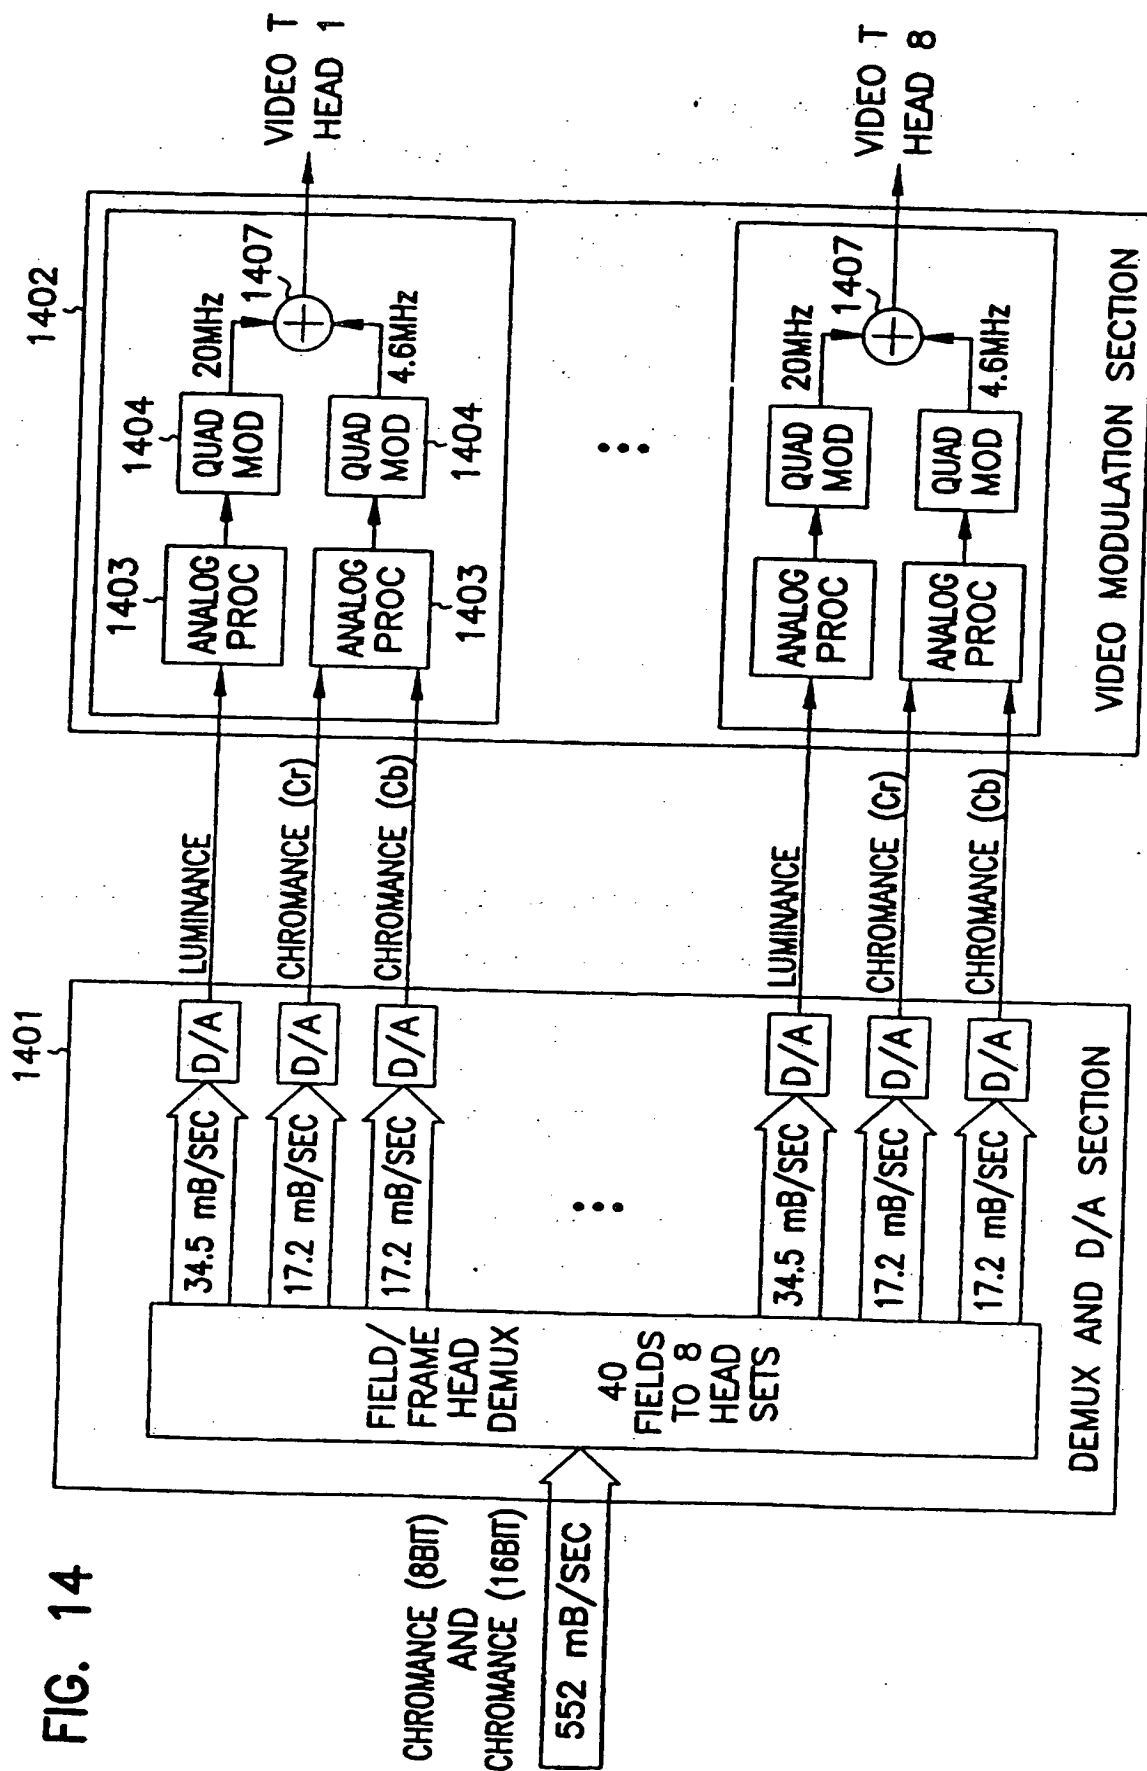 FIG. 14
CHROMANCE (8BIT)
AND
CHROMANCE (16BIT)
552 mB/SEC
1401
FIELD/
FRAME
HEAD
DEMUX
40
FIELDS
TO 8
HEAD
SETS
34.5 mB/SEC
D/A
17.2 mB/SEC
D/A
17.2 mB/SEC
D/A
34.5 mB/SEC
D/A
17.2 mB/SEC
D/A
17.2 mB/SEC
D/A
DEMUX AND D/A SECTION
LUMINANCE
CHROMANCE (Cr)
CHROMANCE (Cb)
LUMINANCE
CHROMANCE (Cr)
CHROMANCE (Cb)
1402
1403
ANALOG
PROC
1404
QUAD
MOD
20MHz
1407
ANALOG
PROC
1403
QUAD
MOD
1404
4.6MHz
VIDEO T
HEAD 1
ANALOG
PROC
QUAD
MOD
20MHz
1407
ANALOG
PROC
QUAD
MOD
4.6MHz
VIDEO T
HEAD 8
VIDEO MODULATION SECTION